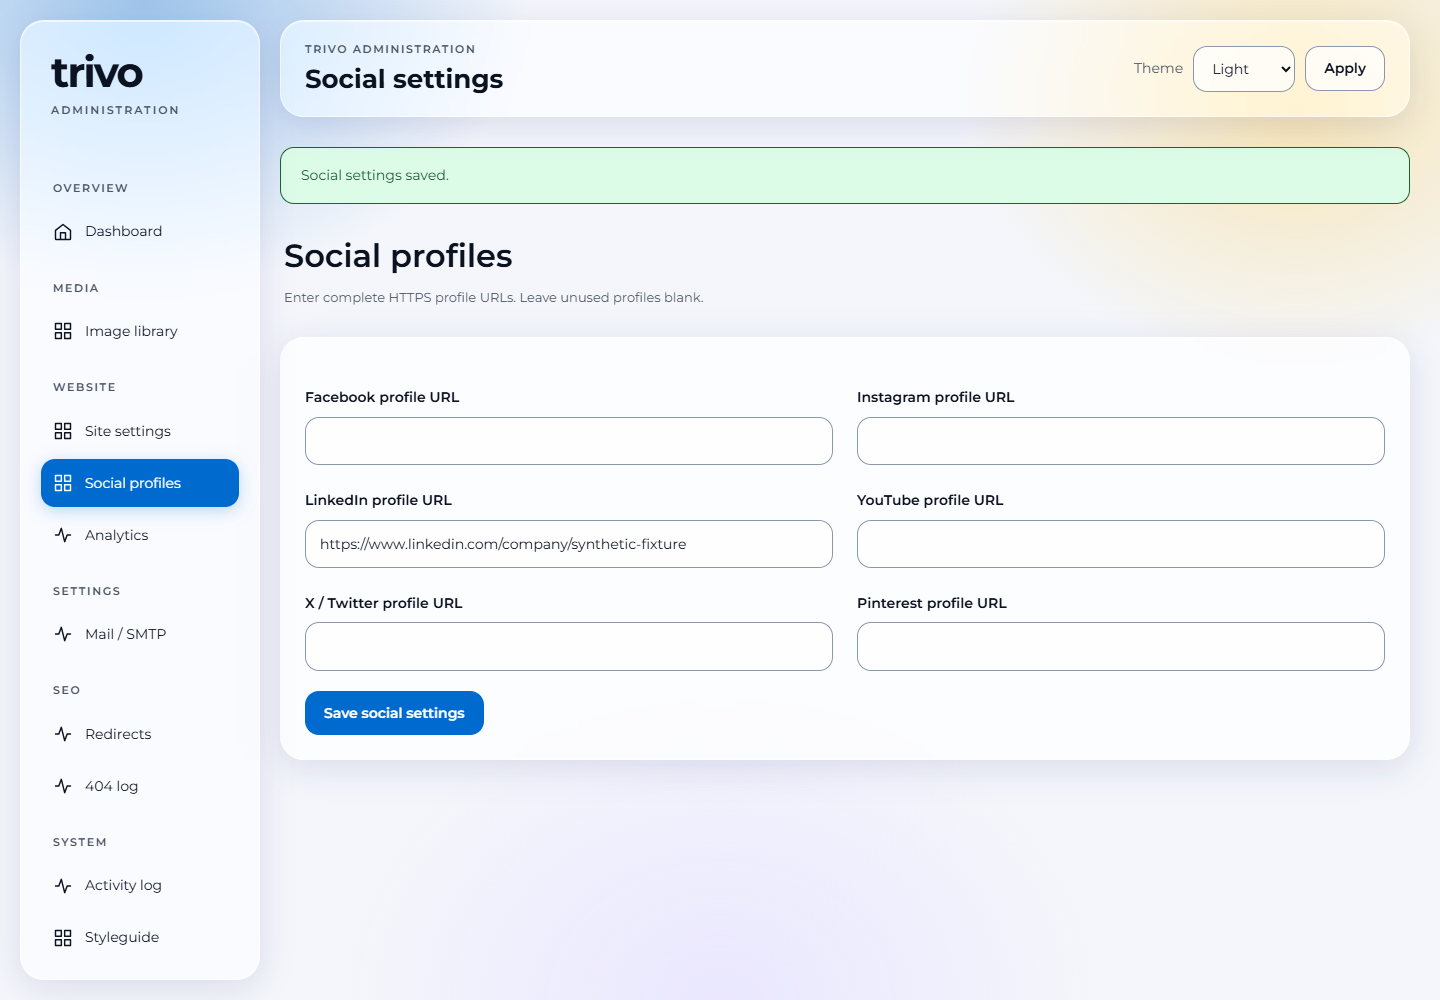 trivo
ADMINISTRATION
OVERVIEW
Dashboard
MEDIA
Image library
WEBSITE
Site settings
Social profiles
Analytics
SETTINGS
Mail / SMTP
SEO
Redirects
404 log
SYSTEM
Activity log
Styleguide
TRIVO ADMINISTRATION
Social settings
Theme
Light
Apply
Social settings saved.
Social profiles
Enter complete HTTPS profile URLs. Leave unused profiles blank.
Facebook profile URL
Instagram profile URL
LinkedIn profile URL
https://www.linkedin.com/company/synthetic-fixture
YouTube profile URL
X / Twitter profile URL
Pinterest profile URL
Save social settings